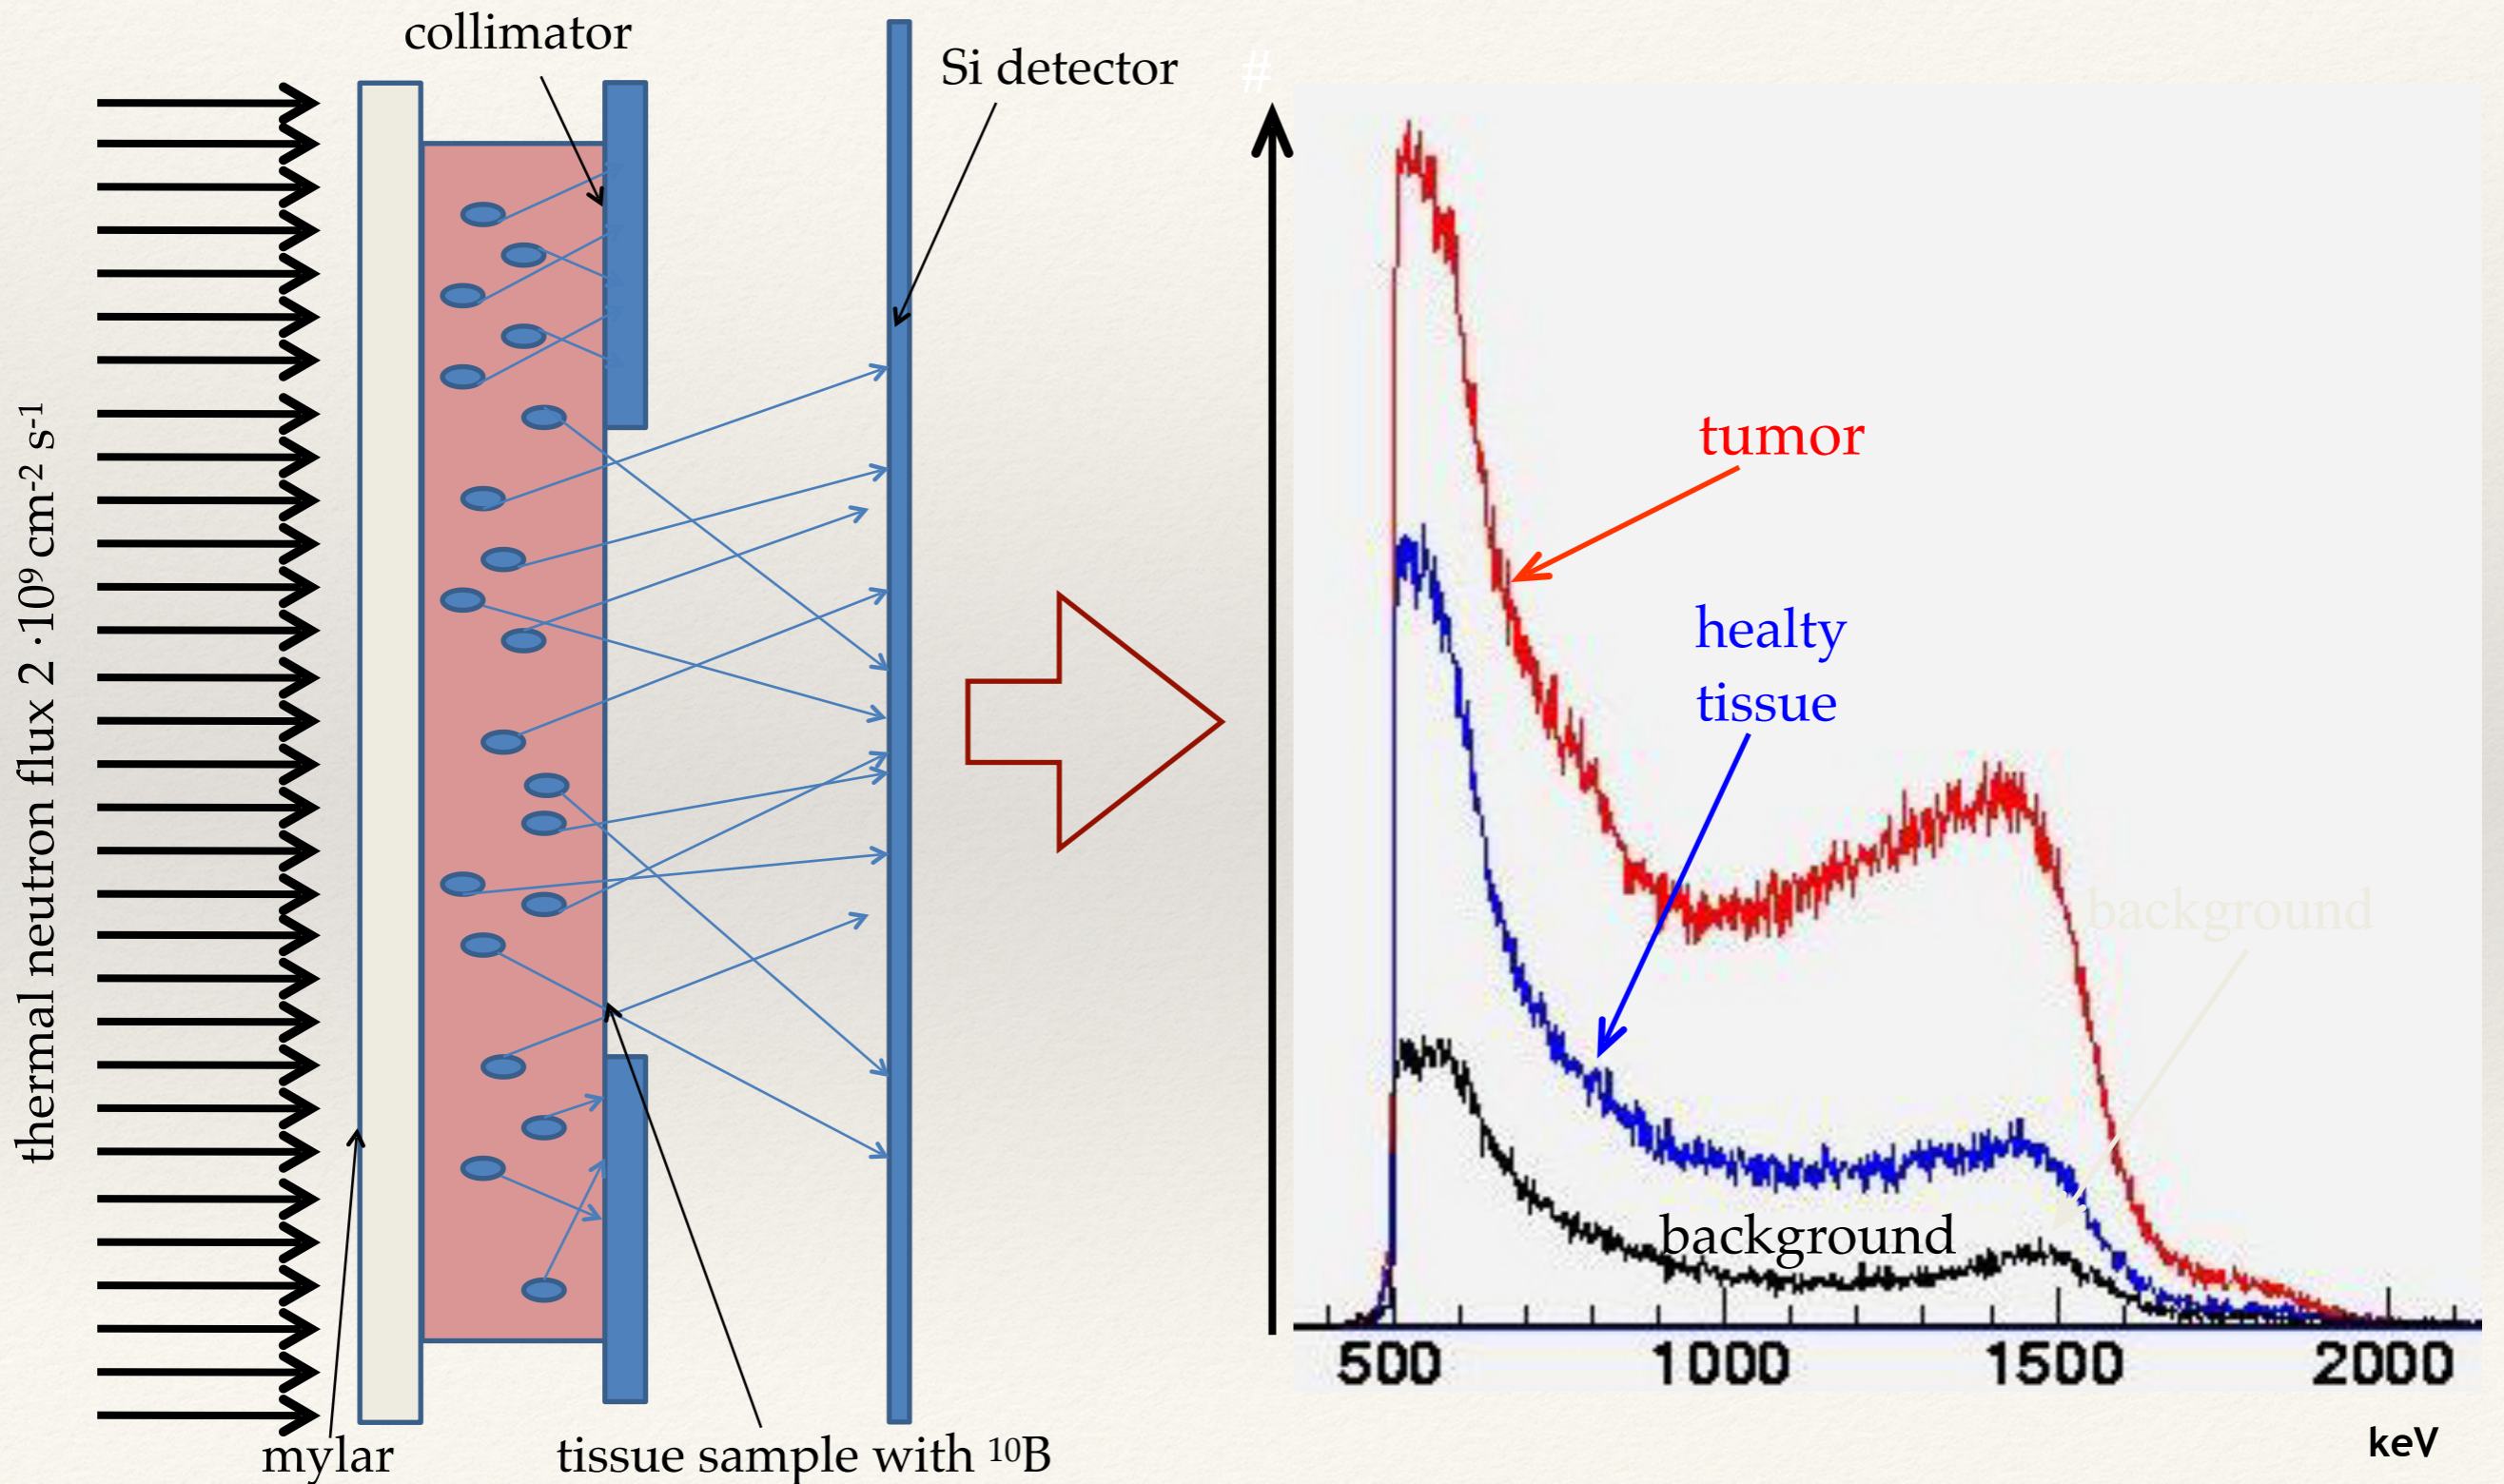 collimator
Si detector
#
thermal neutron flux 2 ·10⁹ cm⁻² s⁻¹
tumor
healty
tissue
background
background
500 1000 1500 2000
keV
mylar
tissue sample with ¹⁰B